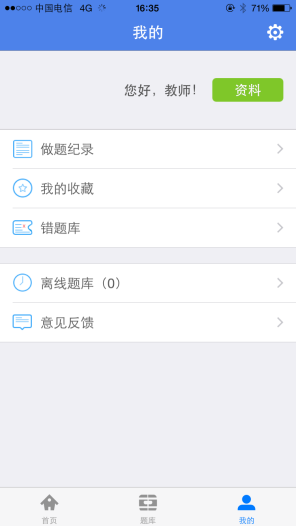 中国电信 4G 16:35 71%
我的
您好，教师！ 资料
做题纪录
我的收藏
错题库
离线题库（0）
意见反馈
首页 题库 我的